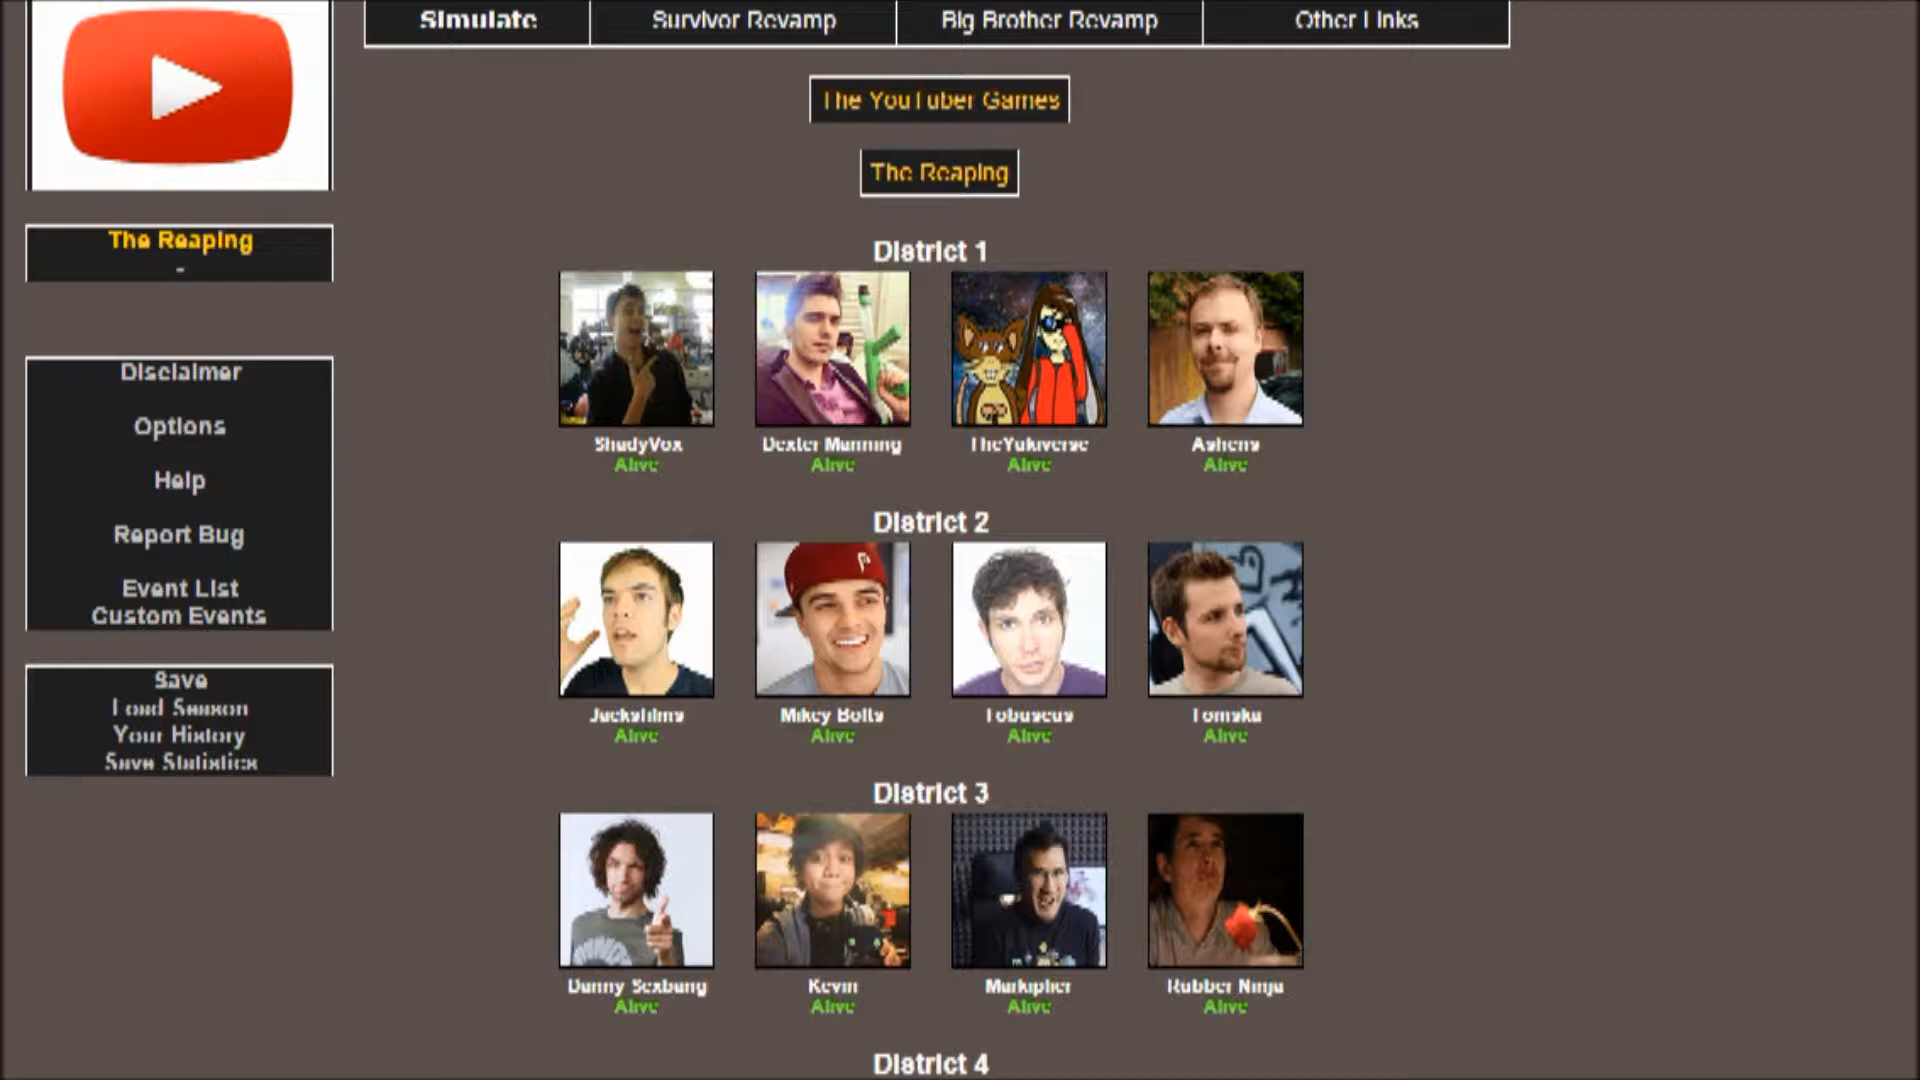 Simulate
Survivor Revamp
Big Brother Revamp
Other Links
The YouTuber Games
The Reaping
The Reaping
-
Disclaimer
Options
Help
Report Bug
Event List
Custom Events
Save
Load Season
Your History
Save Statistics
District 1
ShadyVox
Dexter Manning
TheYukiverse
Ashens
Alive
Alive
Alive
Alive
District 2
Jacksfilms
Mikey Bolts
Tobuscus
Tomska
Alive
Alive
Alive
Alive
District 3
Danny Sexbang
Kevin
Markiplier
Rubber Ninja
Alive
Alive
Alive
Alive
District 4